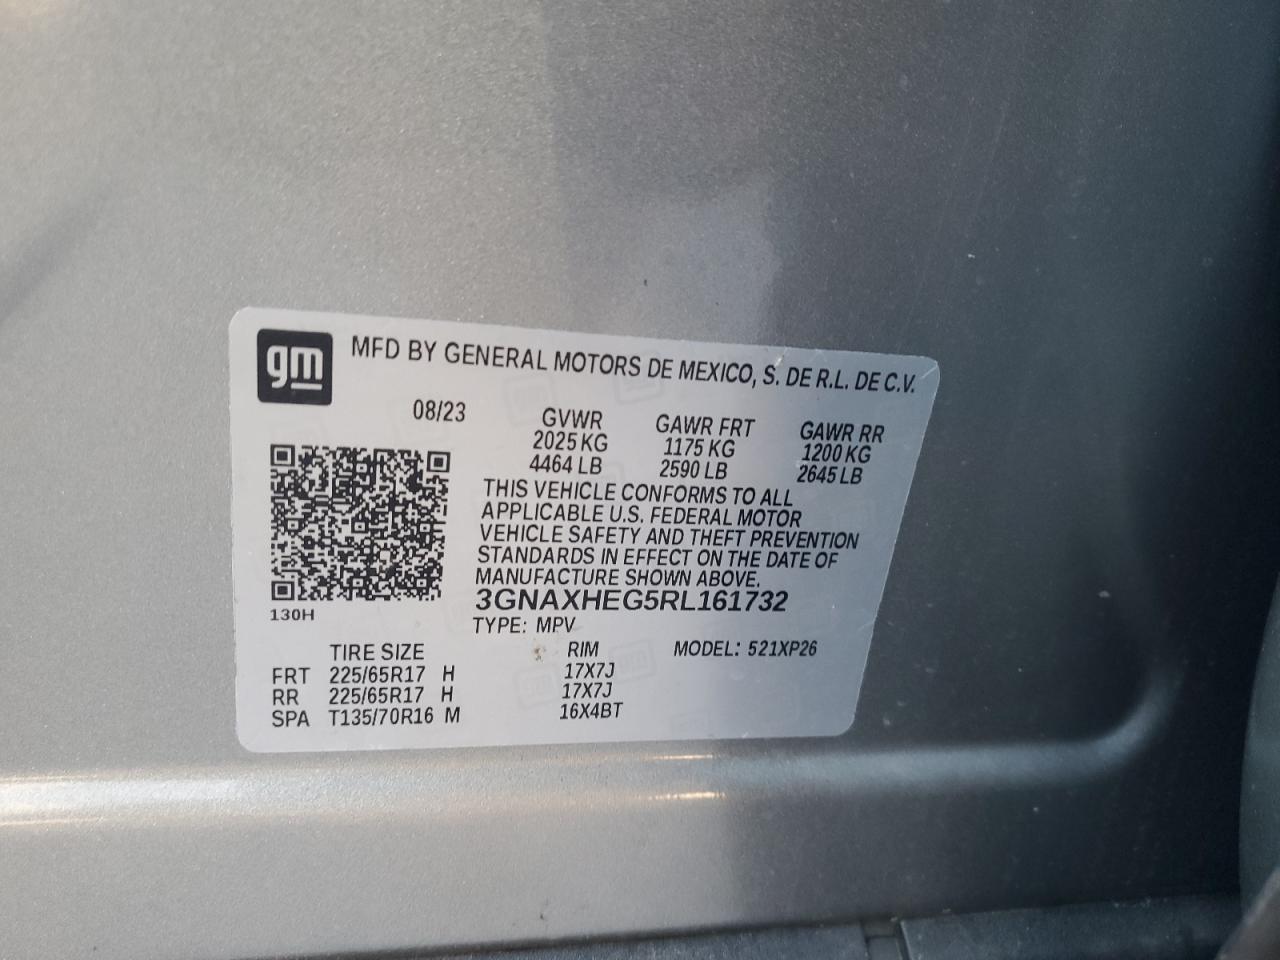 gm
MFD BY GENERAL MOTORS DE MEXICO, S. DE R.L. DE C.V.
08/23
GVWR GAWR FRT GAWR RR
2025 KG 1175 KG 1200 KG
4464 LB 2590 LB 2645 LB
THIS VEHICLE CONFORMS TO ALL
APPLICABLE U.S. FEDERAL MOTOR
VEHICLE SAFETY AND THEFT PREVENTION
STANDARDS IN EFFECT ON THE DATE OF
MANUFACTURE SHOWN ABOVE.
3GNAXHEG5RL161732
130H
TYPE: MPV
TIRE SIZE RIM MODEL: 521XP26
FRT 225/65R17 H 17X7J
RR 225/65R17 H 17X7J
SPA T135/70R16 M 16X4BT